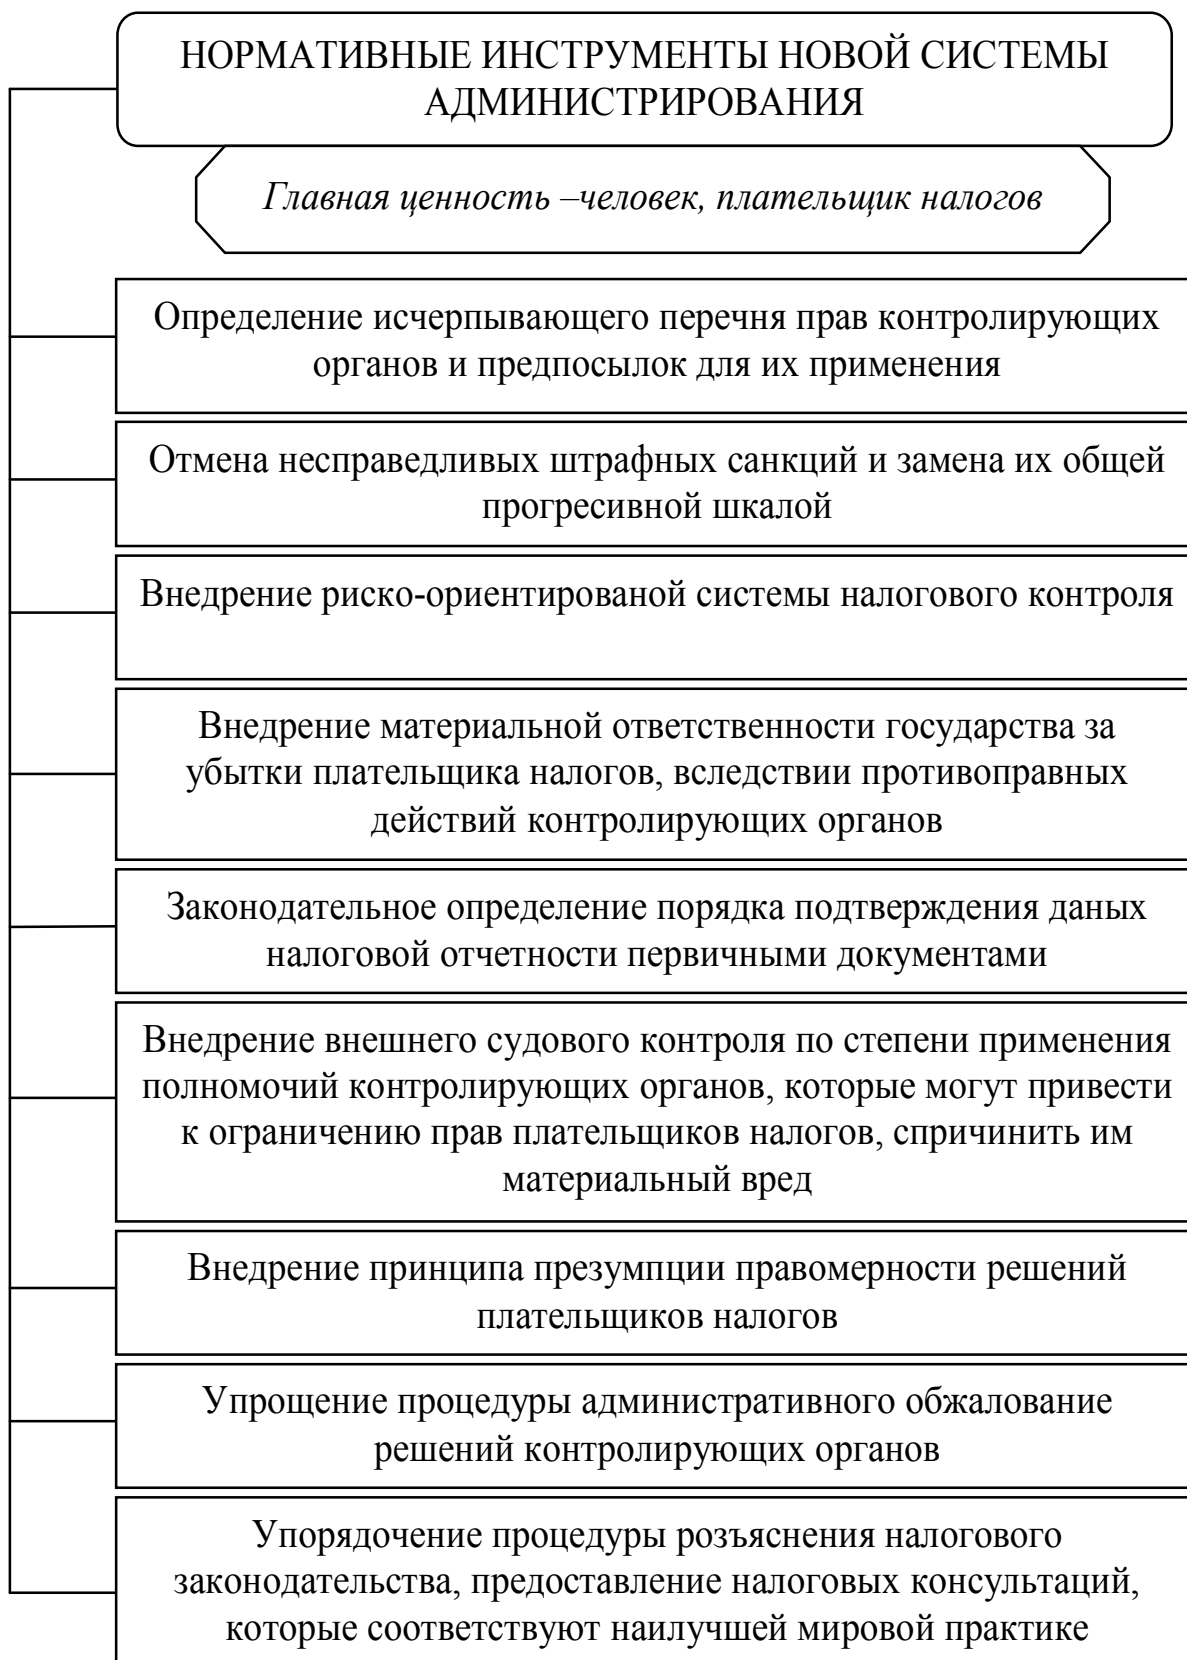 НОРМАТИВНЫЕ ИНСТРУМЕНТЫ НОВОЙ СИСТЕМЫ
АДМИНИСТРИРОВАНИЯ
Главная ценность –человек, плательщик налогов
Определение исчерпывающего перечня прав контролирующих
органов и предпосылок для их применения
Отмена несправедливых штрафных санкций и замена их общей
прогресивной шкалой
Внедрение риско-ориентированой системы налогового контроля
Внедрение материальной ответственности государства за
убытки плательщика налогов, вследствии противоправных
действий контролирующих органов
Законодательное определение порядка подтверждения даных
налоговой отчетности первичными документами
Внедрение внешнего судового контроля по степени применения
полномочий контролирующих органов, которые могут привести
к ограничению прав плательщиков налогов, спричинить им
материальный вред
Внедрение принципа презумпции правомерности решений
плательщиков налогов
Упрощение процедуры административного обжалование
решений контролирующих органов
Упорядочение процедуры розъяснения налогового
законодательства, предоставление налоговых консультаций,
которые соответствуют наилучшей мировой практике